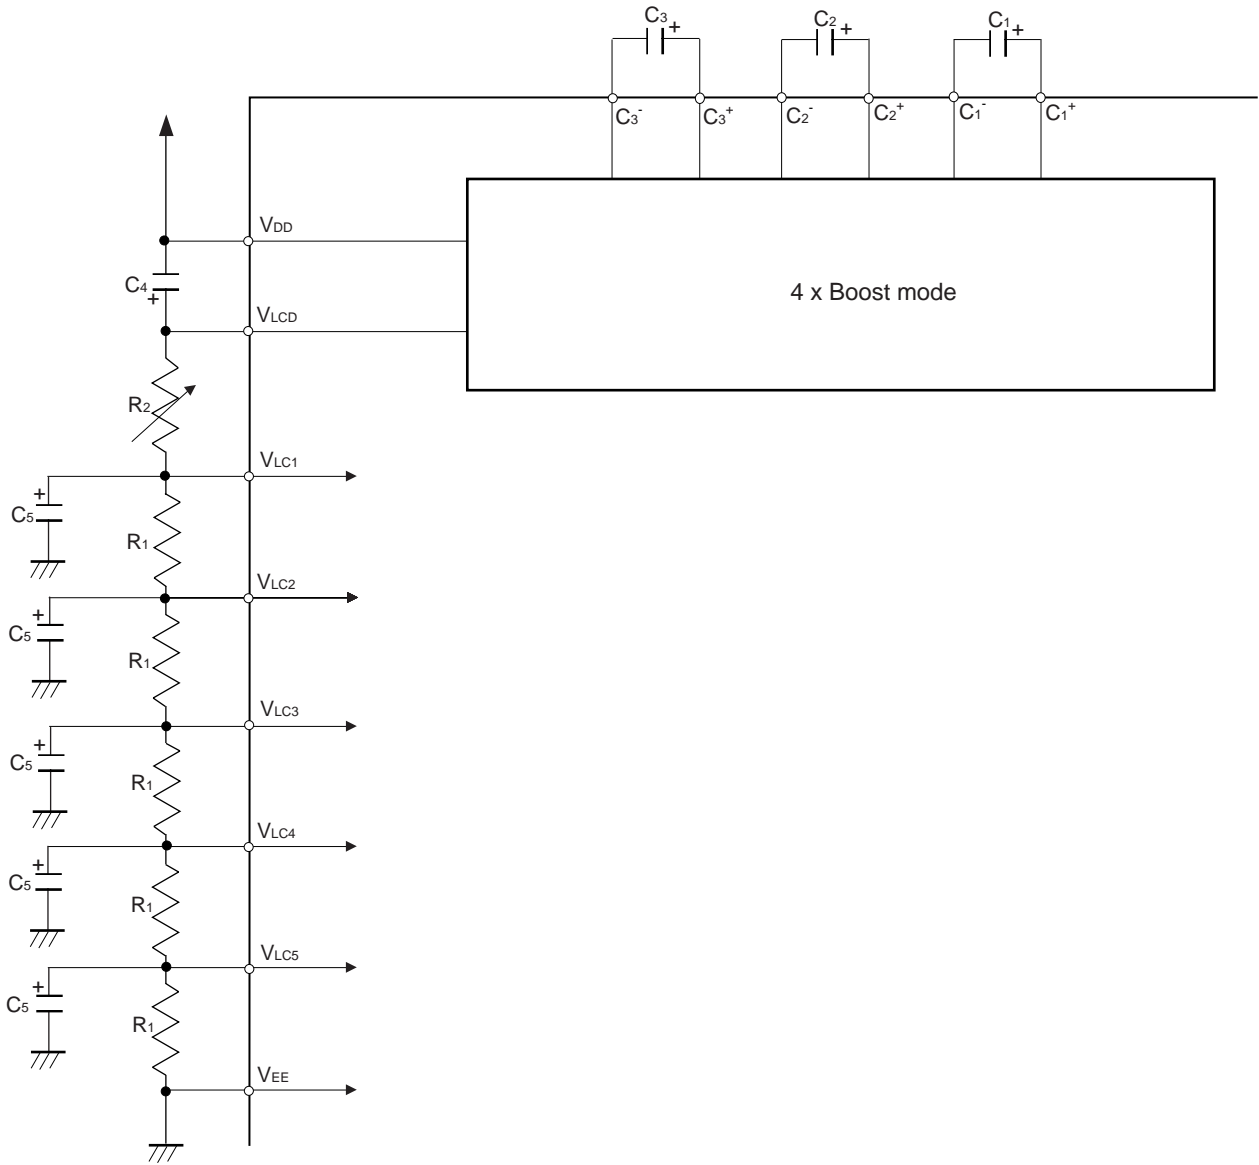 C3 +
C2 +
C1 +
C3-
C3+
C2-
C2+
C1-
C1+
VDD
C4
+
4 x Boost mode
VLCD
R2
VLC1
+
C5
R1
VLC2
+
C5
R1
VLC3
+
C5
R1
VLC4
+
C5
R1
VLC5
+
C5
R1
VEE